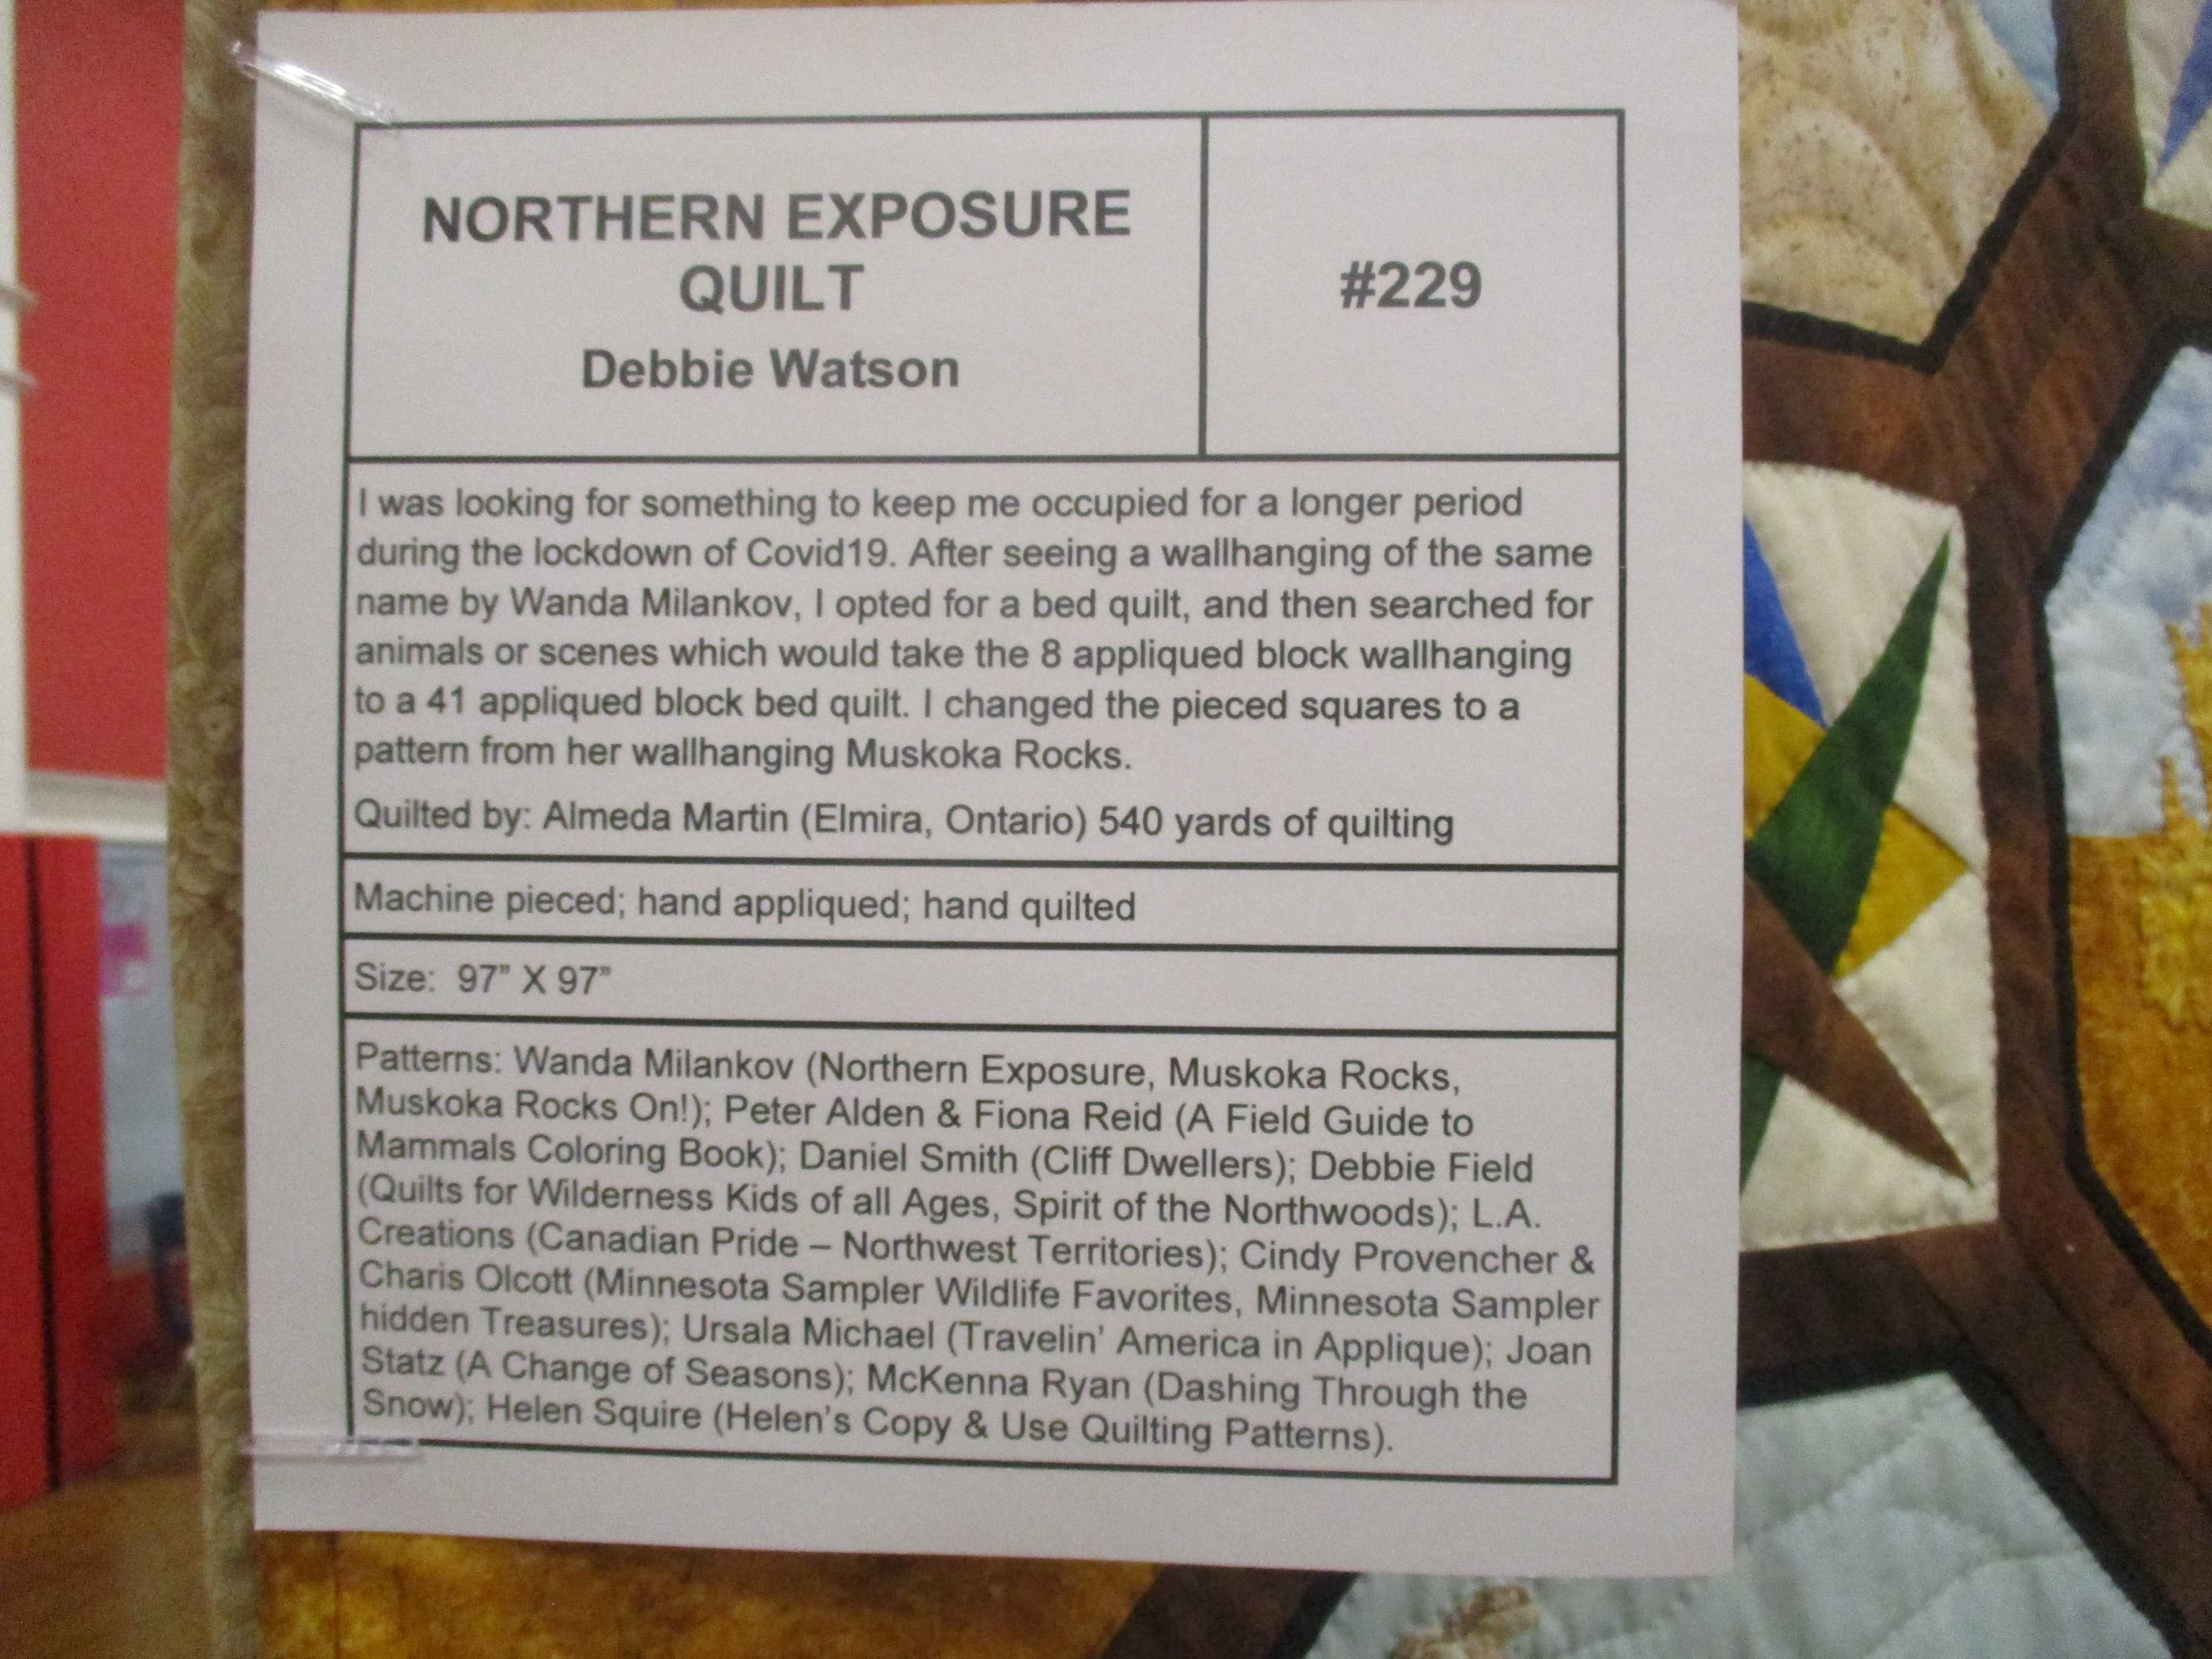 NORTHERN EXPOSURE
QUILT
Debbie Watson
#229
I was looking for something to keep me occupied for a longer period
during the lockdown of Covid19. After seeing a wallhanging of the same
name by Wanda Milankov, I opted for a bed quilt, and then searched for
animals or scenes which would take the 8 appliqued block wallhanging
to a 41 appliqued block bed quilt. I changed the pieced squares to a
pattern from her wallhanging Muskoka Rocks.
Quilted by: Almeda Martin (Elmira, Ontario) 540 yards of quilting
Machine pieced; hand appliqued; hand quilted
Size:  97” X 97”
Patterns: Wanda Milankov (Northern Exposure, Muskoka Rocks,
Muskoka Rocks On!); Peter Alden & Fiona Reid (A Field Guide to
Mammals Coloring Book); Daniel Smith (Cliff Dwellers); Debbie Field
(Quilts for Wilderness Kids of all Ages, Spirit of the Northwoods); L.A.
Creations (Canadian Pride – Northwest Territories); Cindy Provencher &
Charis Olcott (Minnesota Sampler Wildlife Favorites, Minnesota Sampler
hidden Treasures); Ursala Michael (Travelin’ America in Applique); Joan
Statz (A Change of Seasons); McKenna Ryan (Dashing Through the
Snow); Helen Squire (Helen’s Copy & Use Quilting Patterns).